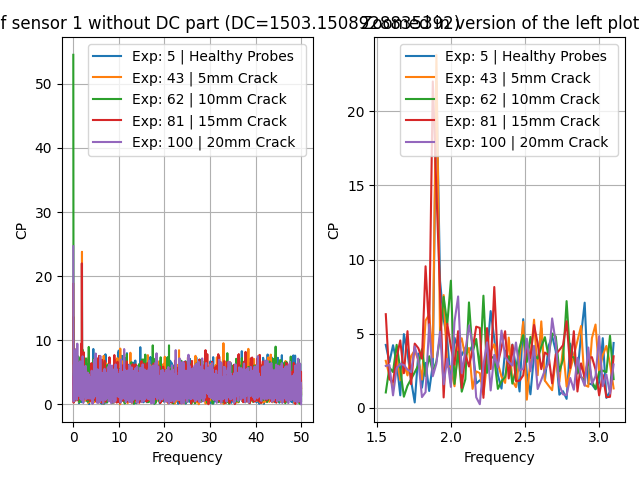 f sensor 1 without DC part (DC=1503.150892
version of the left plot
Exp: 5 | Healthy Probes
Exp: 43 | 5mm Crack
Exp: 62 | 10mm Crack
Exp: 81 | 15mm Crack
Exp: 100 | 20mm Crack
CP
50
40
30
20
10
0
0 10 20 30 40 50
Frequency
Exp: 5 | Healthy Probes
Exp: 43 | 5mm Crack
Exp: 62 | 10mm Crack
Exp: 81 | 15mm Crack
Exp: 100 | 20mm Crack
CP
20
15
10
5
0
1.5 2.0 2.5 3.0
Frequency